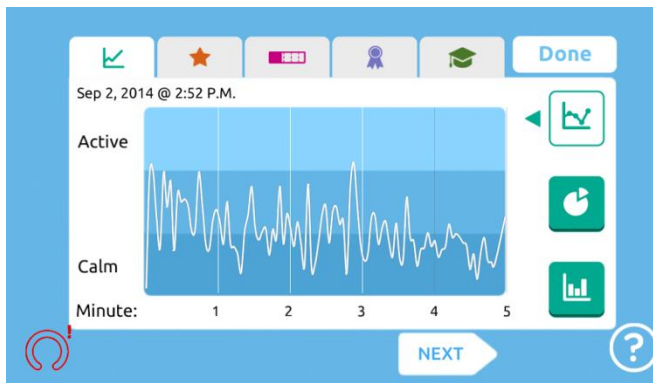 Done
Sep 2, 2014 @ 2:52 P.M.
Active
Calm
Minute: 1 2 3 4 5
NEXT
?
!